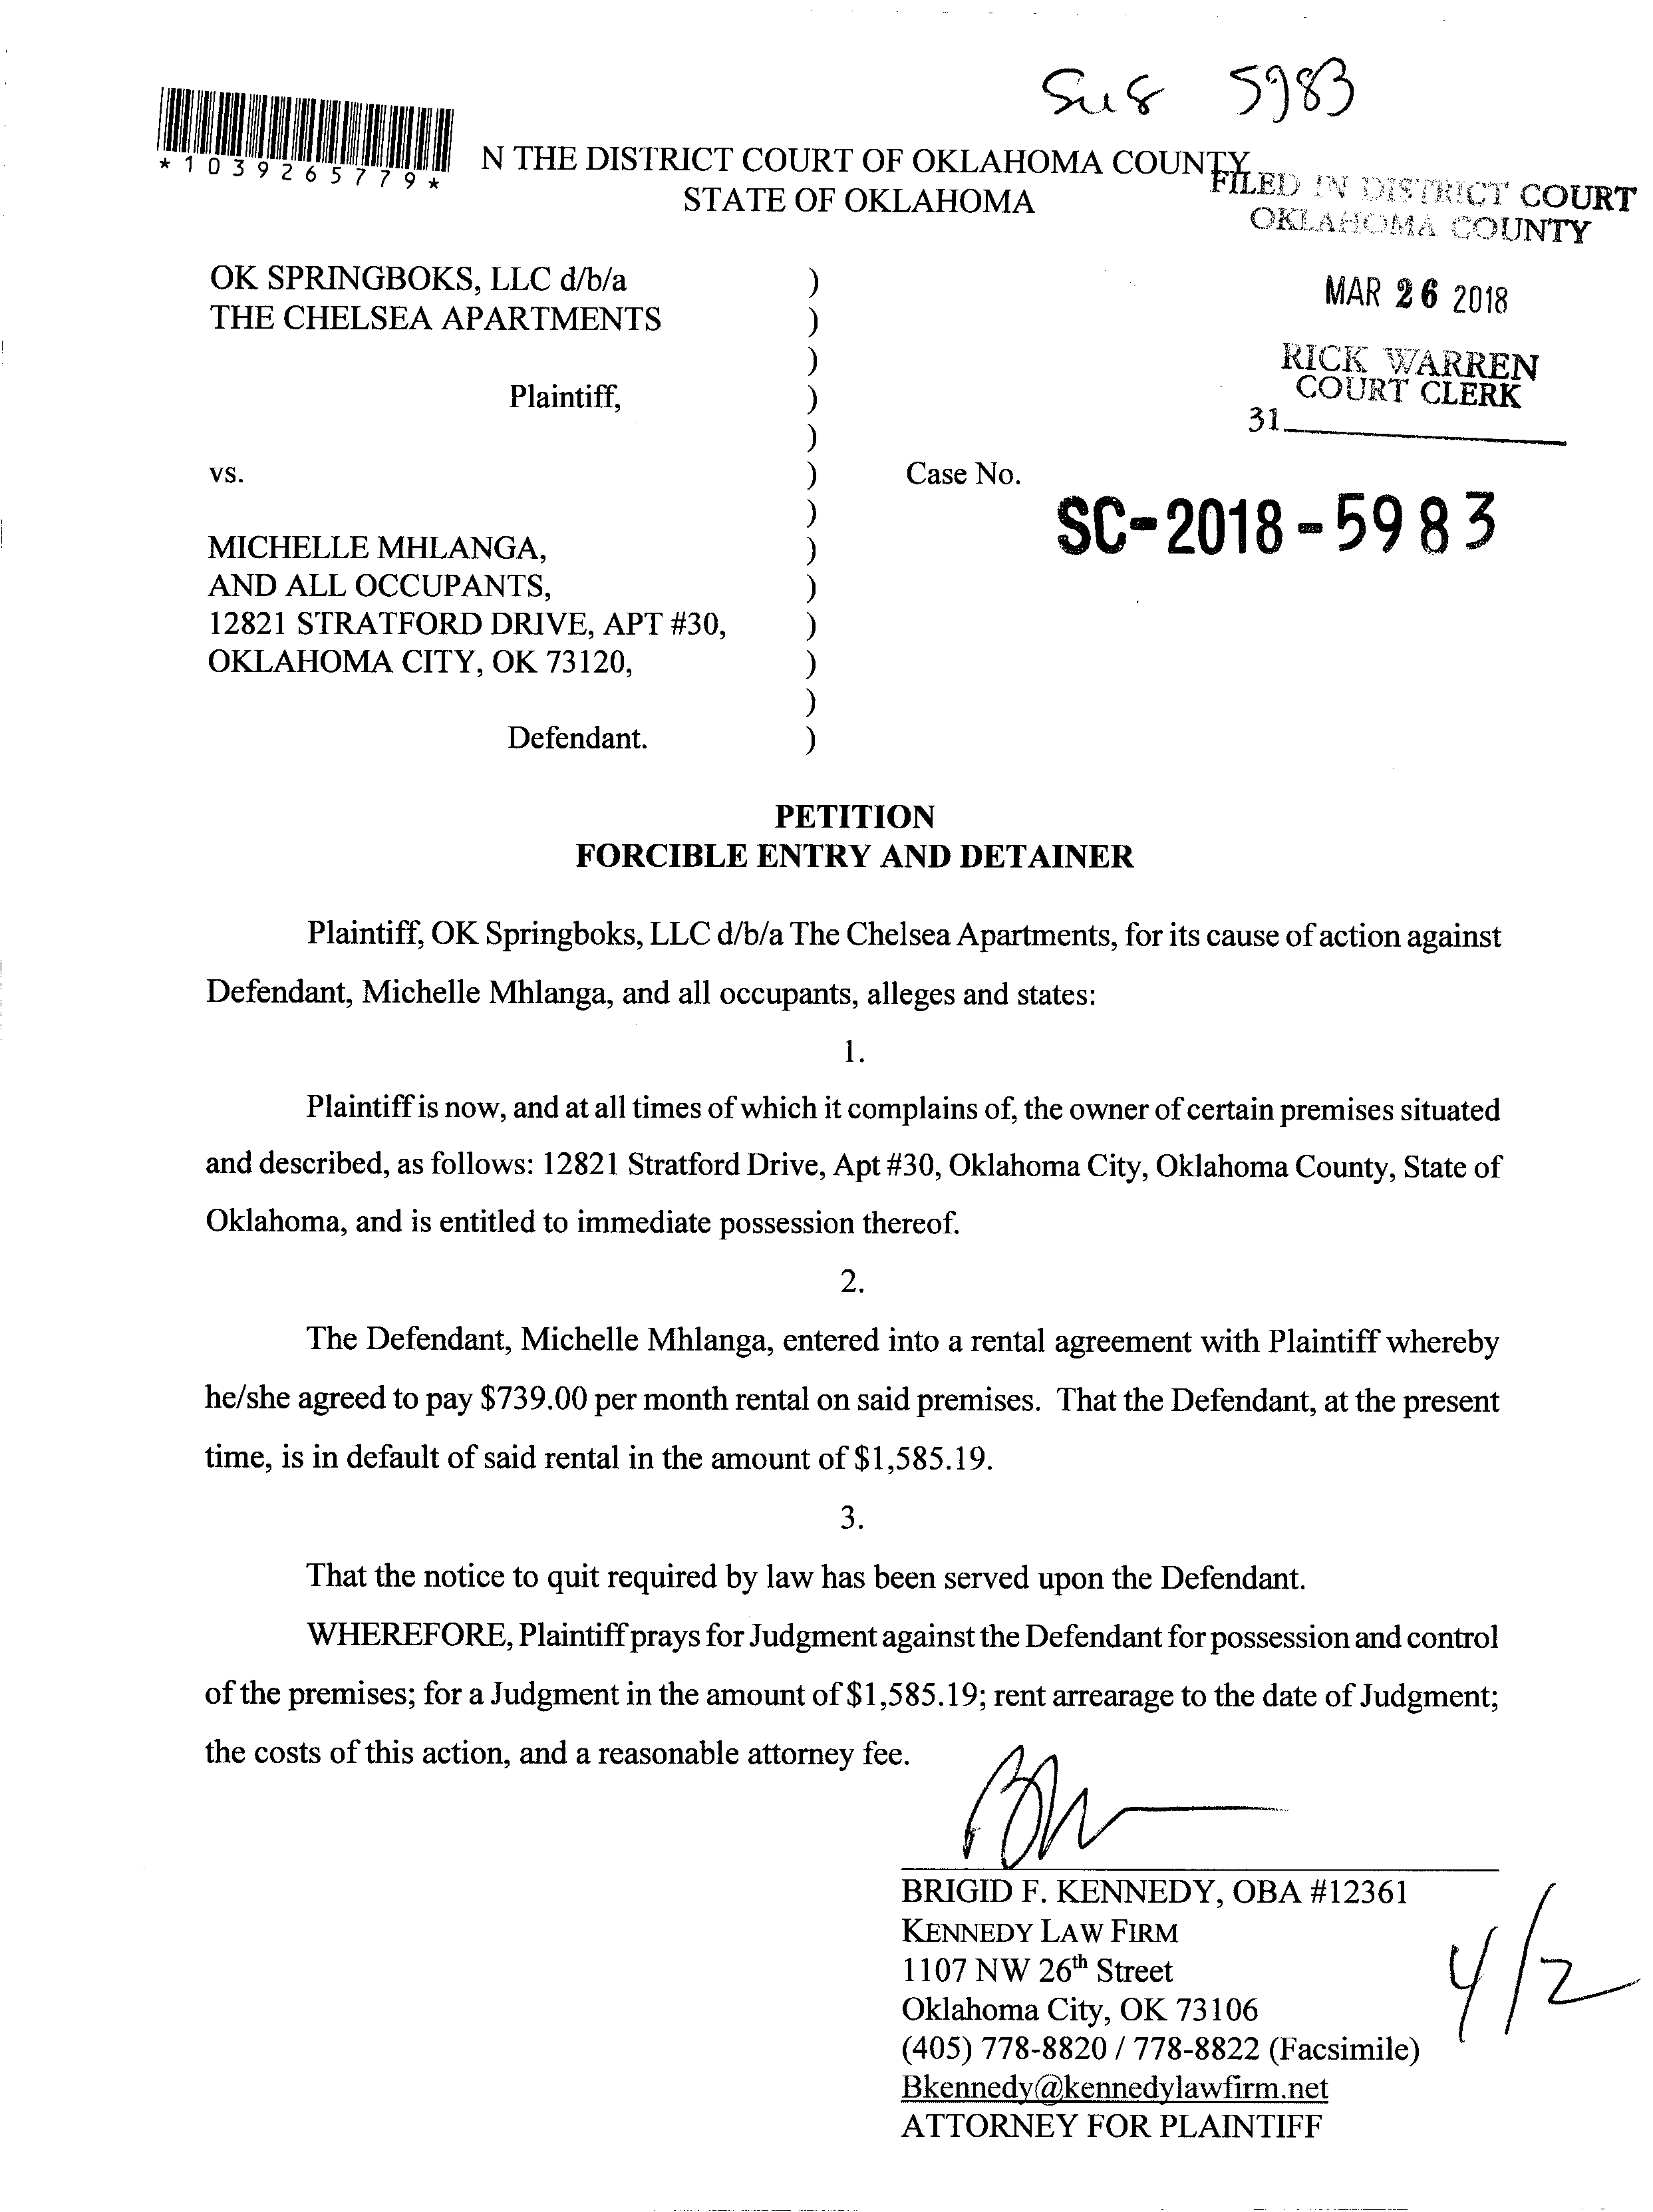 5983
*1039265779*
N THE DISTRICT COURT OF OKLAHOMA COUNTY
STATE OF OKLAHOMA
FILED IN DISTRICT COURT
OKLAHOMA COUNTY
MAR 26 2018
RICK WARREN
COURT CLERK
31
OK SPRINGBOKS, LLC d/b/a )
THE CHELSEA APARTMENTS )
)
Plaintiff, )
)
vs. ) Case No.
SC-2018-5983
)
MICHELLE MHLANGA, )
AND ALL OCCUPANTS, )
12821 STRATFORD DRIVE, APT #30, )
OKLAHOMA CITY, OK 73120, )
)
Defendant. )
PETITION
FORCIBLE ENTRY AND DETAINER
Plaintiff, OK Springboks, LLC d/b/a The Chelsea Apartments, for its cause of action against
Defendant, Michelle Mhlanga, and all occupants, alleges and states:
1.
Plaintiff is now, and at all times of which it complains of, the owner of certain premises situated
and described, as follows: 12821 Stratford Drive, Apt #30, Oklahoma City, Oklahoma County, State of
Oklahoma, and is entitled to immediate possession thereof.
2.
The Defendant, Michelle Mhlanga, entered into a rental agreement with Plaintiff whereby
he/she agreed to pay $739.00 per month rental on said premises. That the Defendant, at the present
time, is in default of said rental in the amount of $1,585.19.
3.
That the notice to quit required by law has been served upon the Defendant.
WHEREFORE, Plaintiff prays for Judgment against the Defendant for possession and control
of the premises; for a Judgment in the amount of $1,585.19; rent arrearage to the date of Judgment;
the costs of this action, and a reasonable attorney fee.
BRIGID F. KENNEDY, OBA #12361
KENNEDY LAW FIRM
1107 NW 26th Street
Oklahoma City, OK 73106
(405) 778-8820 / 778-8822 (Facsimile)
Bkennedy@kennedylawfirm.net
ATTORNEY FOR PLAINTIFF
4/2